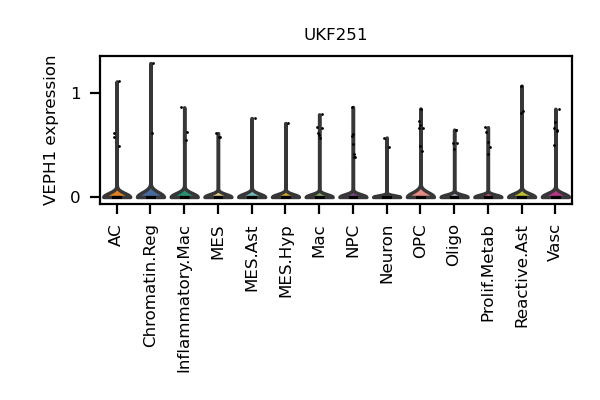 UKF251
VEPH1 expression
1
0
AC
Chromatin.Reg
Inflammatory.Mac
MES
MES.Ast
MES.Hyp
Mac
NPC
Neuron
OPC
Oligo
Prolif.Metab
Reactive.Ast
Vasc